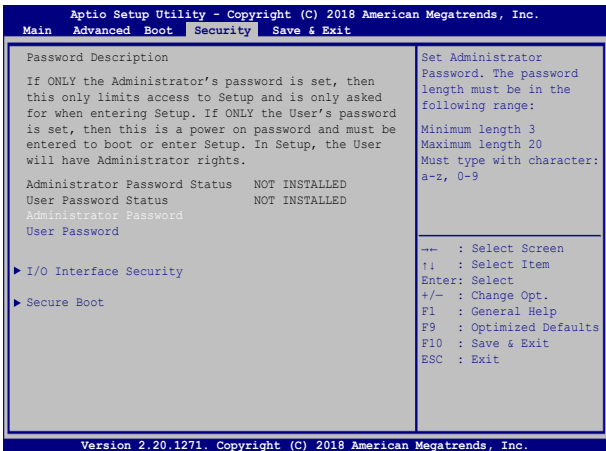 Aptio Setup Utility - Copyright (C) 2018 American Megatrends, Inc.
Main Advanced Boot Security Save & Exit
Password Description
If ONLY the Administrator's password is set, then
this only limits access to Setup and is only asked
for when entering Setup. If ONLY the User's password
is set, then this is a power on password and must be
entered to boot or enter Setup. In Setup, the User
will have Administrator rights.
Administrator Password Status NOT INSTALLED
User Password Status NOT INSTALLED
Administrator Password
User Password
▶ I/O Interface Security
▶ Secure Boot
Set Administrator
Password. The password
length must be in the
following range:
Minimum length 3
Maximum length 20
Must type with character:
a-z, 0-9
→← : Select Screen
↑↓ : Select Item
Enter: Select
+/— : Change Opt.
F1 : General Help
F9 : Optimized Defaults
F10 : Save & Exit
ESC : Exit
Version 2.20.1271. Copyright (C) 2018 American Megatrends, Inc.